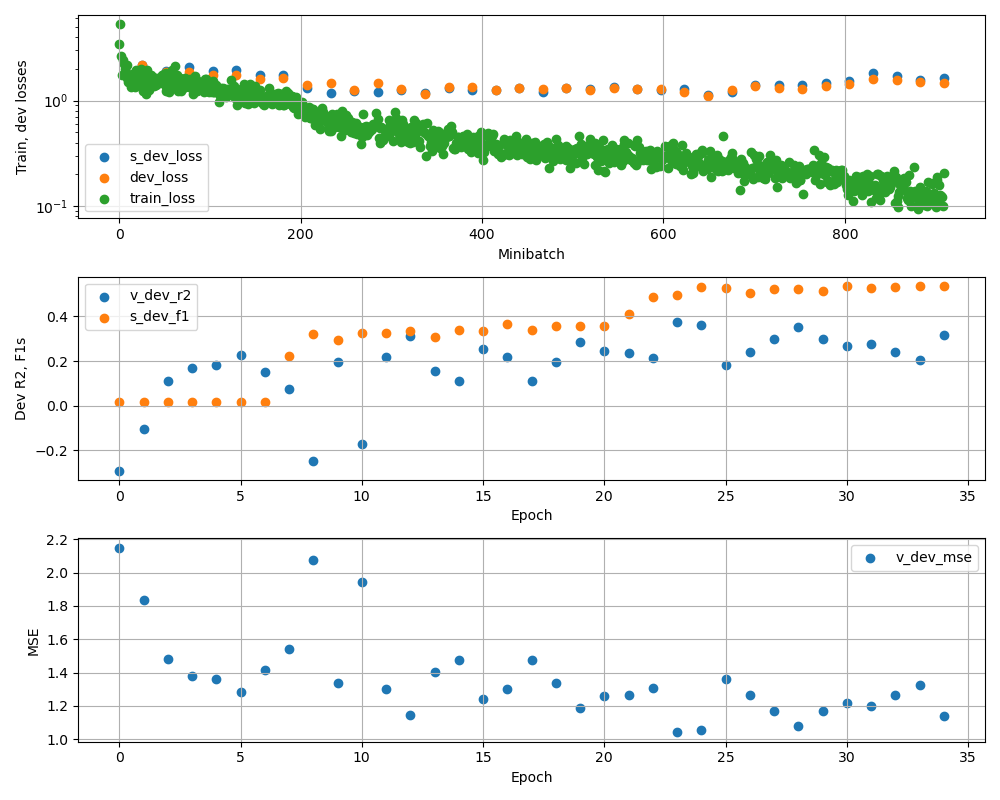 Train, dev losses
10⁰
10⁻¹
s_dev_loss
dev_loss
train_loss
0 200 400 600 800
Minibatch
Dev R2, F1s
0.4
0.2
0.0
−0.2
v_dev_r2
s_dev_f1
0 5 10 15 20 25 30 35
Epoch
MSE
2.2
2.0
1.8
1.6
1.4
1.2
1.0
v_dev_mse
0 5 10 15 20 25 30 35
Epoch